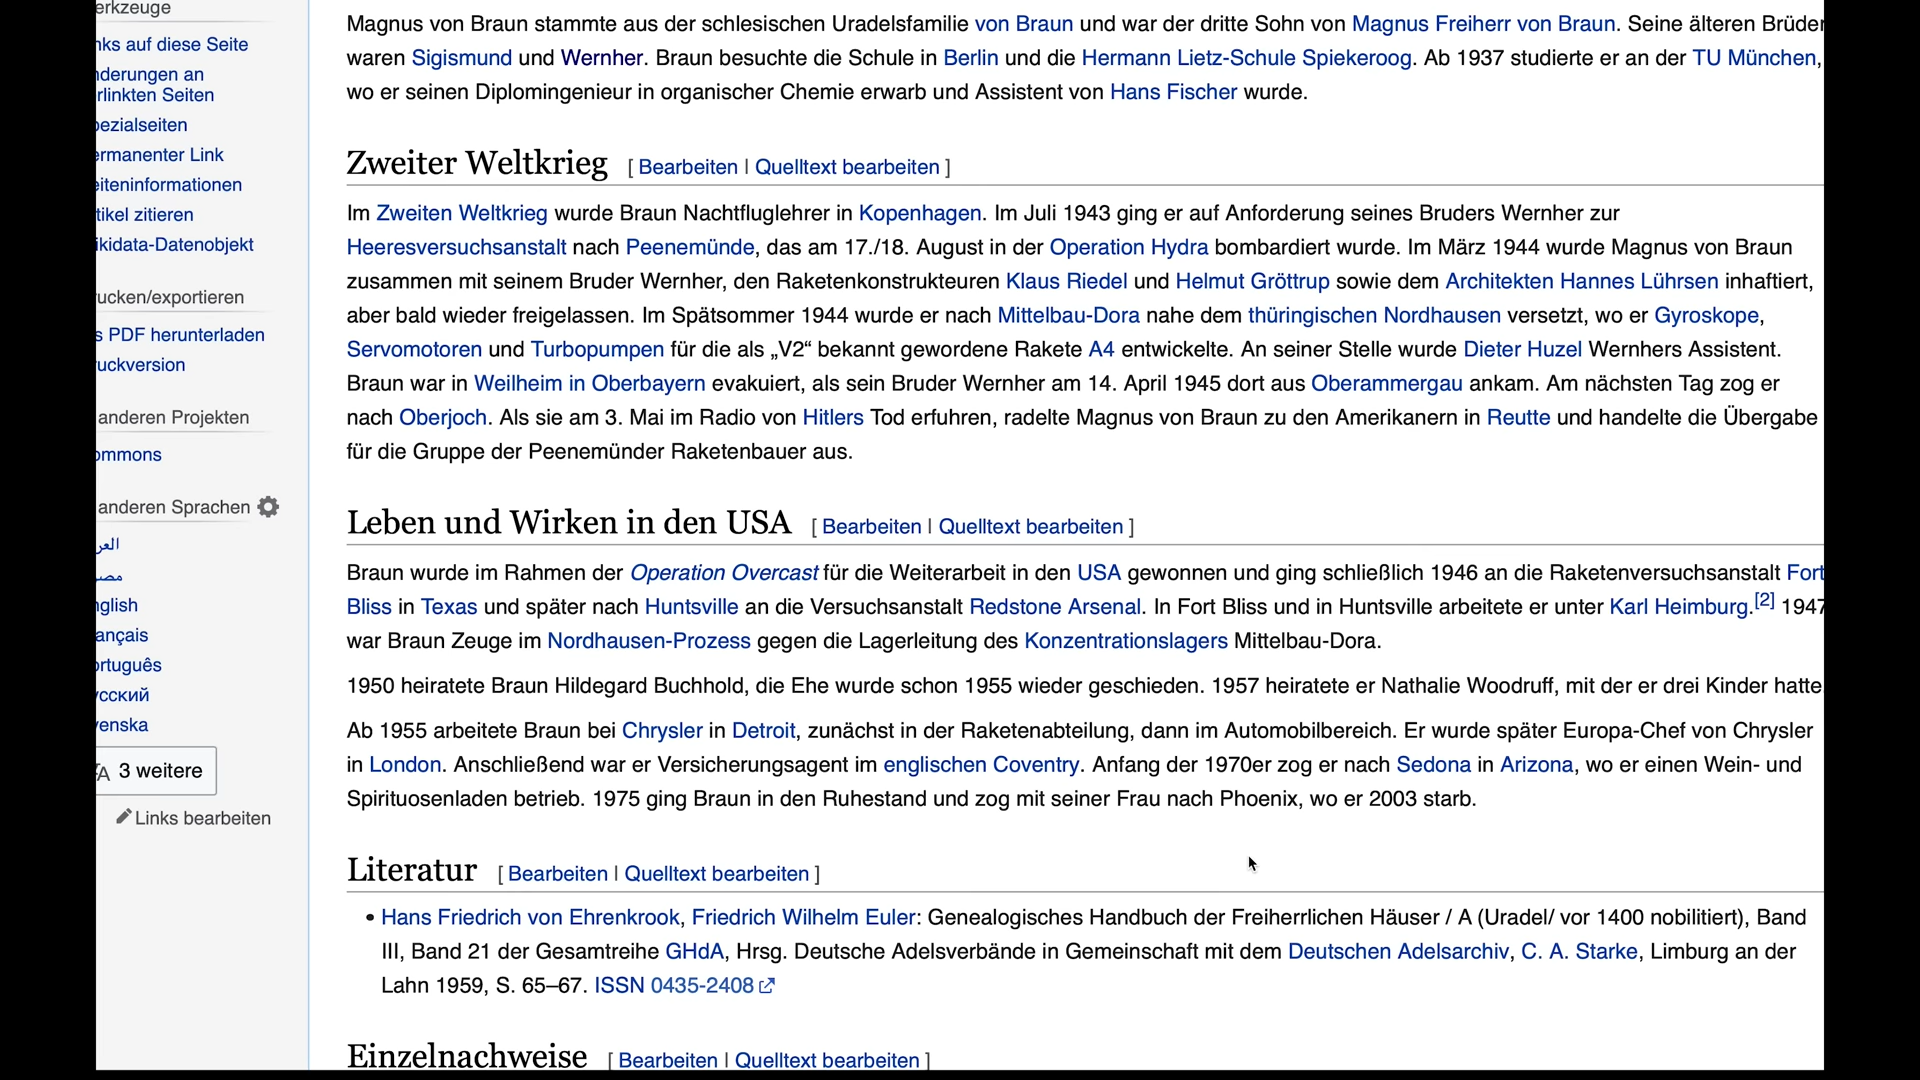 erkzeuge
nks auf diese Seite
nderungen an
rlinkten Seiten
pezialseiten
ermanenter Link
eiteninformationen
tikel zitieren
ikidata-Datenobjekt
rucken/exportieren
s PDF herunterladen
ruckversion
anderen Projekten
ommons
anderen Sprachen
العر
مصر
nglish
ançais
ortuguês
усский
venska
3 weitere
Links bearbeiten
Magnus von Braun stammte aus der schlesischen Uradelsfamilie von Braun und war der dritte Sohn von Magnus Freiherr von Braun. Seine älteren Brüder
waren Sigismund und Wernher. Braun besuchte die Schule in Berlin und die Hermann Lietz-Schule Spiekeroog. Ab 1937 studierte er an der TU München,
wo er seinen Diplomingenieur in organischer Chemie erwarb und Assistent von Hans Fischer wurde.
Zweiter Weltkrieg [ Bearbeiten | Quelltext bearbeiten ]
Im Zweiten Weltkrieg wurde Braun Nachtfluglehrer in Kopenhagen. Im Juli 1943 ging er auf Anforderung seines Bruders Wernher zur
Heeresversuchsanstalt nach Peenemünde, das am 17./18. August in der Operation Hydra bombardiert wurde. Im März 1944 wurde Magnus von Braun
zusammen mit seinem Bruder Wernher, den Raketenkonstrukteuren Klaus Riedel und Helmut Gröttrup sowie dem Architekten Hannes Lührsen inhaftiert,
aber bald wieder freigelassen. Im Spätsommer 1944 wurde er nach Mittelbau-Dora nahe dem thüringischen Nordhausen versetzt, wo er Gyroskope,
Servomotoren und Turbopumpen für die als „V2“ bekannt gewordene Rakete A4 entwickelte. An seiner Stelle wurde Dieter Huzel Wernhers Assistent.
Braun war in Weilheim in Oberbayern evakuiert, als sein Bruder Wernher am 14. April 1945 dort aus Oberammergau ankam. Am nächsten Tag zog er
nach Oberjoch. Als sie am 3. Mai im Radio von Hitlers Tod erfuhren, radelte Magnus von Braun zu den Amerikanern in Reutte und handelte die Übergabe
für die Gruppe der Peenemünder Raketenbauer aus.
Leben und Wirken in den USA [ Bearbeiten | Quelltext bearbeiten ]
Braun wurde im Rahmen der Operation Overcast für die Weiterarbeit in den USA gewonnen und ging schließlich 1946 an die Raketenversuchsanstalt Fort
Bliss in Texas und später nach Huntsville an die Versuchsanstalt Redstone Arsenal. In Fort Bliss und in Huntsville arbeitete er unter Karl Heimburg.[2] 1947
war Braun Zeuge im Nordhausen-Prozess gegen die Lagerleitung des Konzentrationslagers Mittelbau-Dora.
1950 heiratete Braun Hildegard Buchhold, die Ehe wurde schon 1955 wieder geschieden. 1957 heiratete er Nathalie Woodruff, mit der er drei Kinder hatte
Ab 1955 arbeitete Braun bei Chrysler in Detroit, zunächst in der Raketenabteilung, dann im Automobilbereich. Er wurde später Europa-Chef von Chrysler
in London. Anschließend war er Versicherungsagent im englischen Coventry. Anfang der 1970er zog er nach Sedona in Arizona, wo er einen Wein- und
Spirituosenladen betrieb. 1975 ging Braun in den Ruhestand und zog mit seiner Frau nach Phoenix, wo er 2003 starb.
Literatur [ Bearbeiten | Quelltext bearbeiten ]
• Hans Friedrich von Ehrenkrook, Friedrich Wilhelm Euler: Genealogisches Handbuch der Freiherrlichen Häuser / A (Uradel/ vor 1400 nobilitiert), Band
III, Band 21 der Gesamtreihe GHdA, Hrsg. Deutsche Adelsverbände in Gemeinschaft mit dem Deutschen Adelsarchiv, C. A. Starke, Limburg an der
Lahn 1959, S. 65–67. ISSN 0435-2408
Einzelnachweise [ Bearbeiten | Quelltext bearbeiten ]